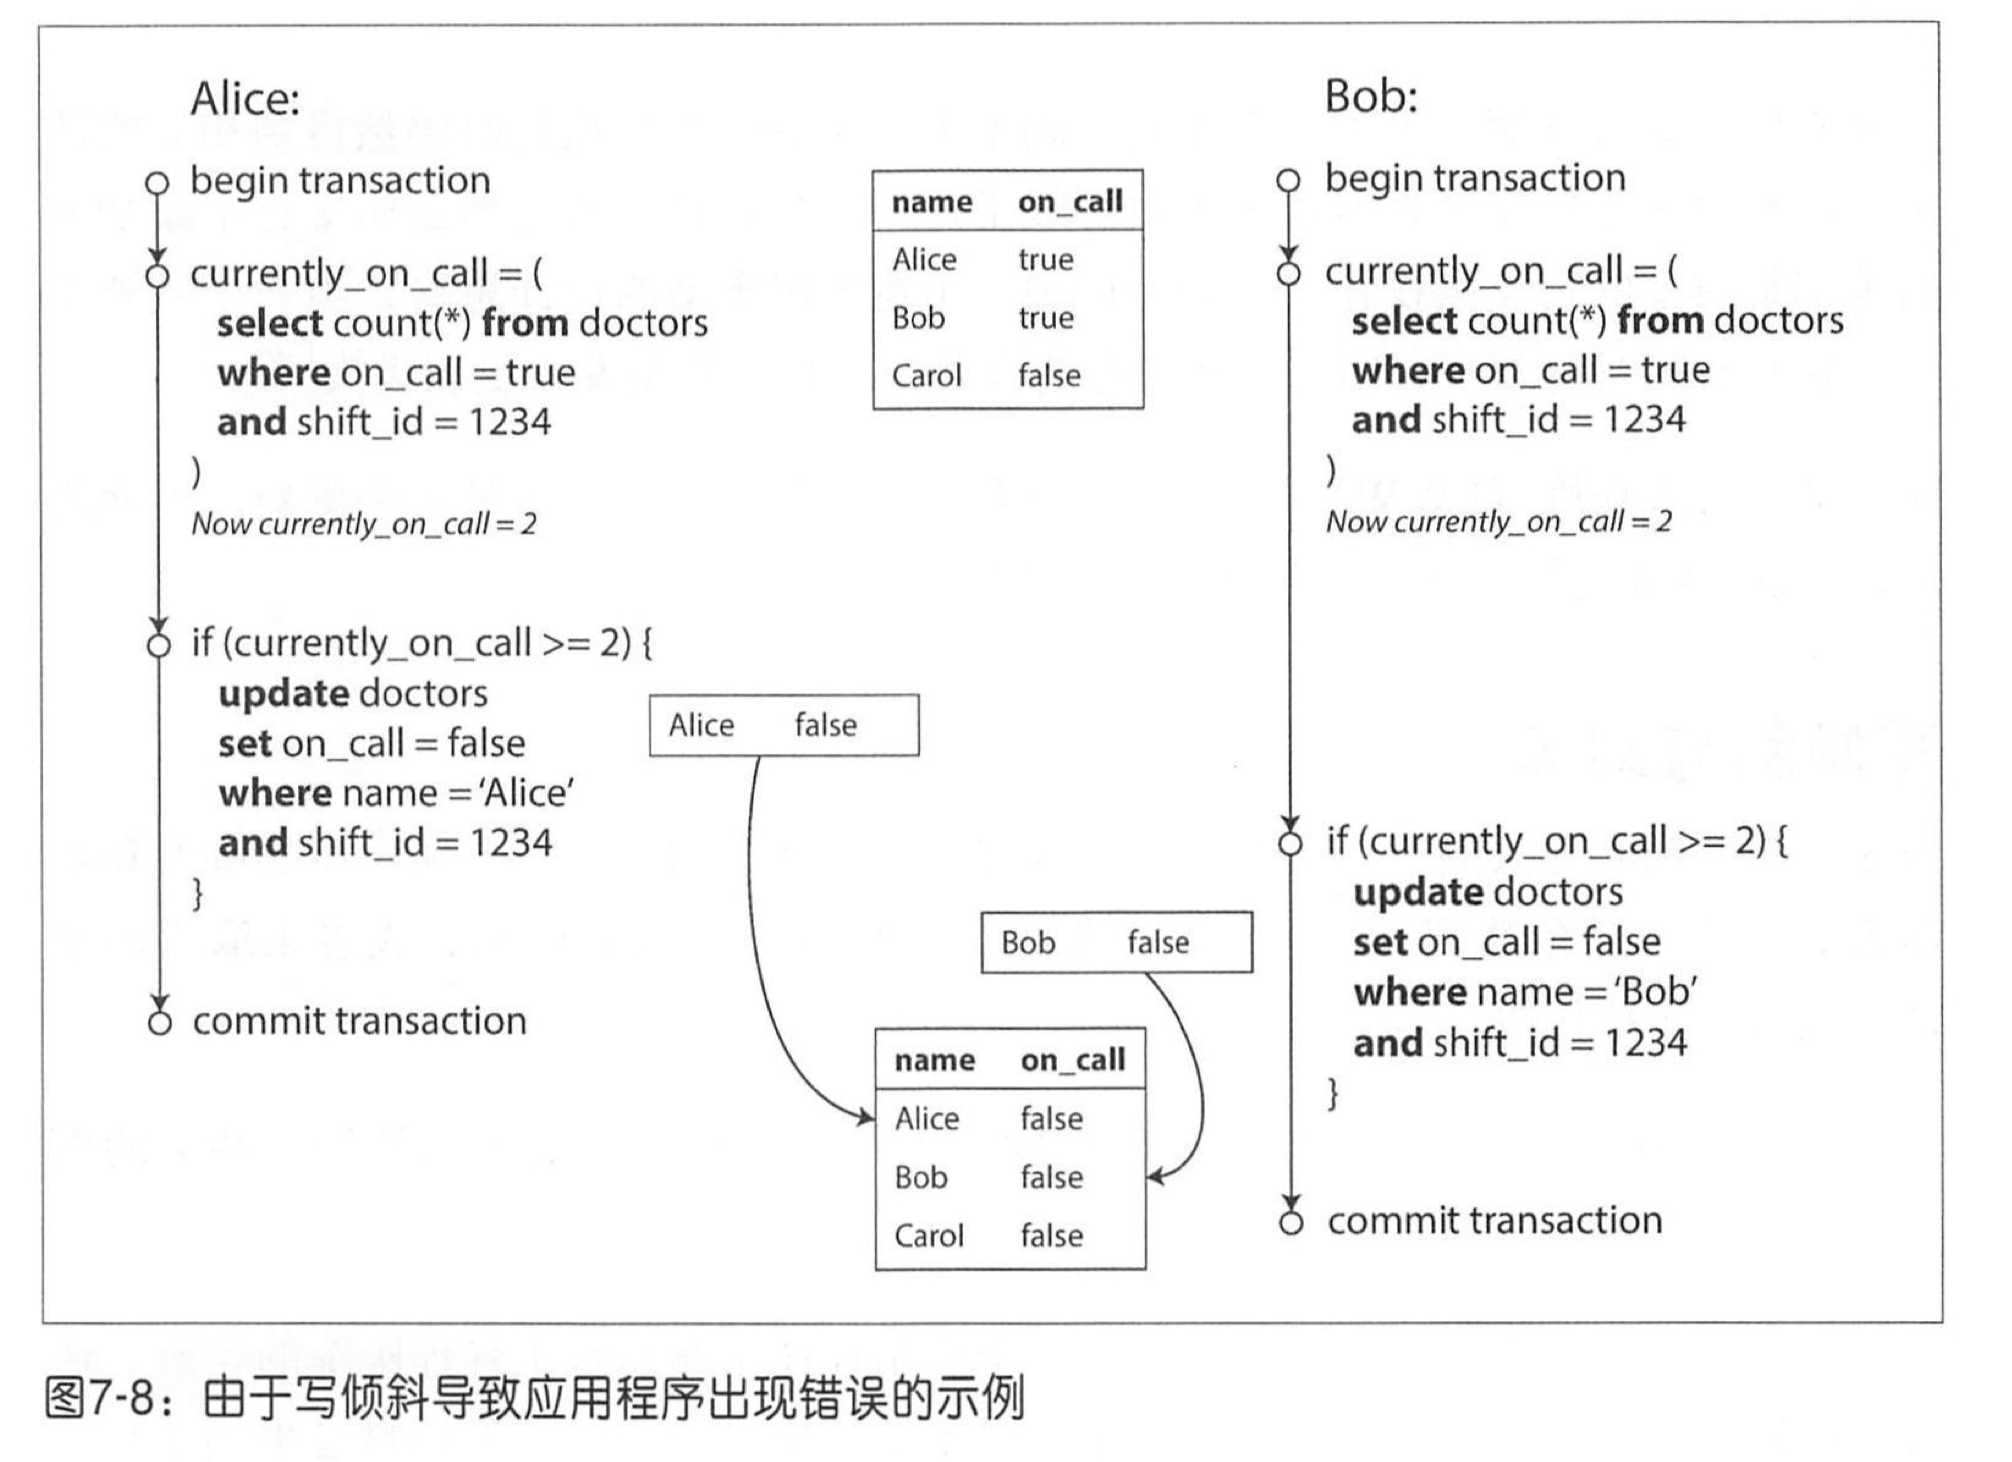 Alice:
begin transaction
currently_on_call = (
select count(*) from doctors
where on_call = true
and shift_id = 1234
)
Now currently_on_call = 2
if (currently_on_call >= 2) {
update doctors
set on_call = false
where name = ‘Alice’
and shift_id = 1234
}
commit transaction
name on_call
Alice true
Bob true
Carol false
Alice false
Bob false
name on_call
Alice false
Bob false
Carol false
Bob:
begin transaction
currently_on_call = (
select count(*) from doctors
where on_call = true
and shift_id = 1234
)
Now currently_on_call = 2
if (currently_on_call >= 2) {
update doctors
set on_call = false
where name = ‘Bob’
and shift_id = 1234
}
commit transaction
图7-8：由于写倾斜导致应用程序出现错误的示例